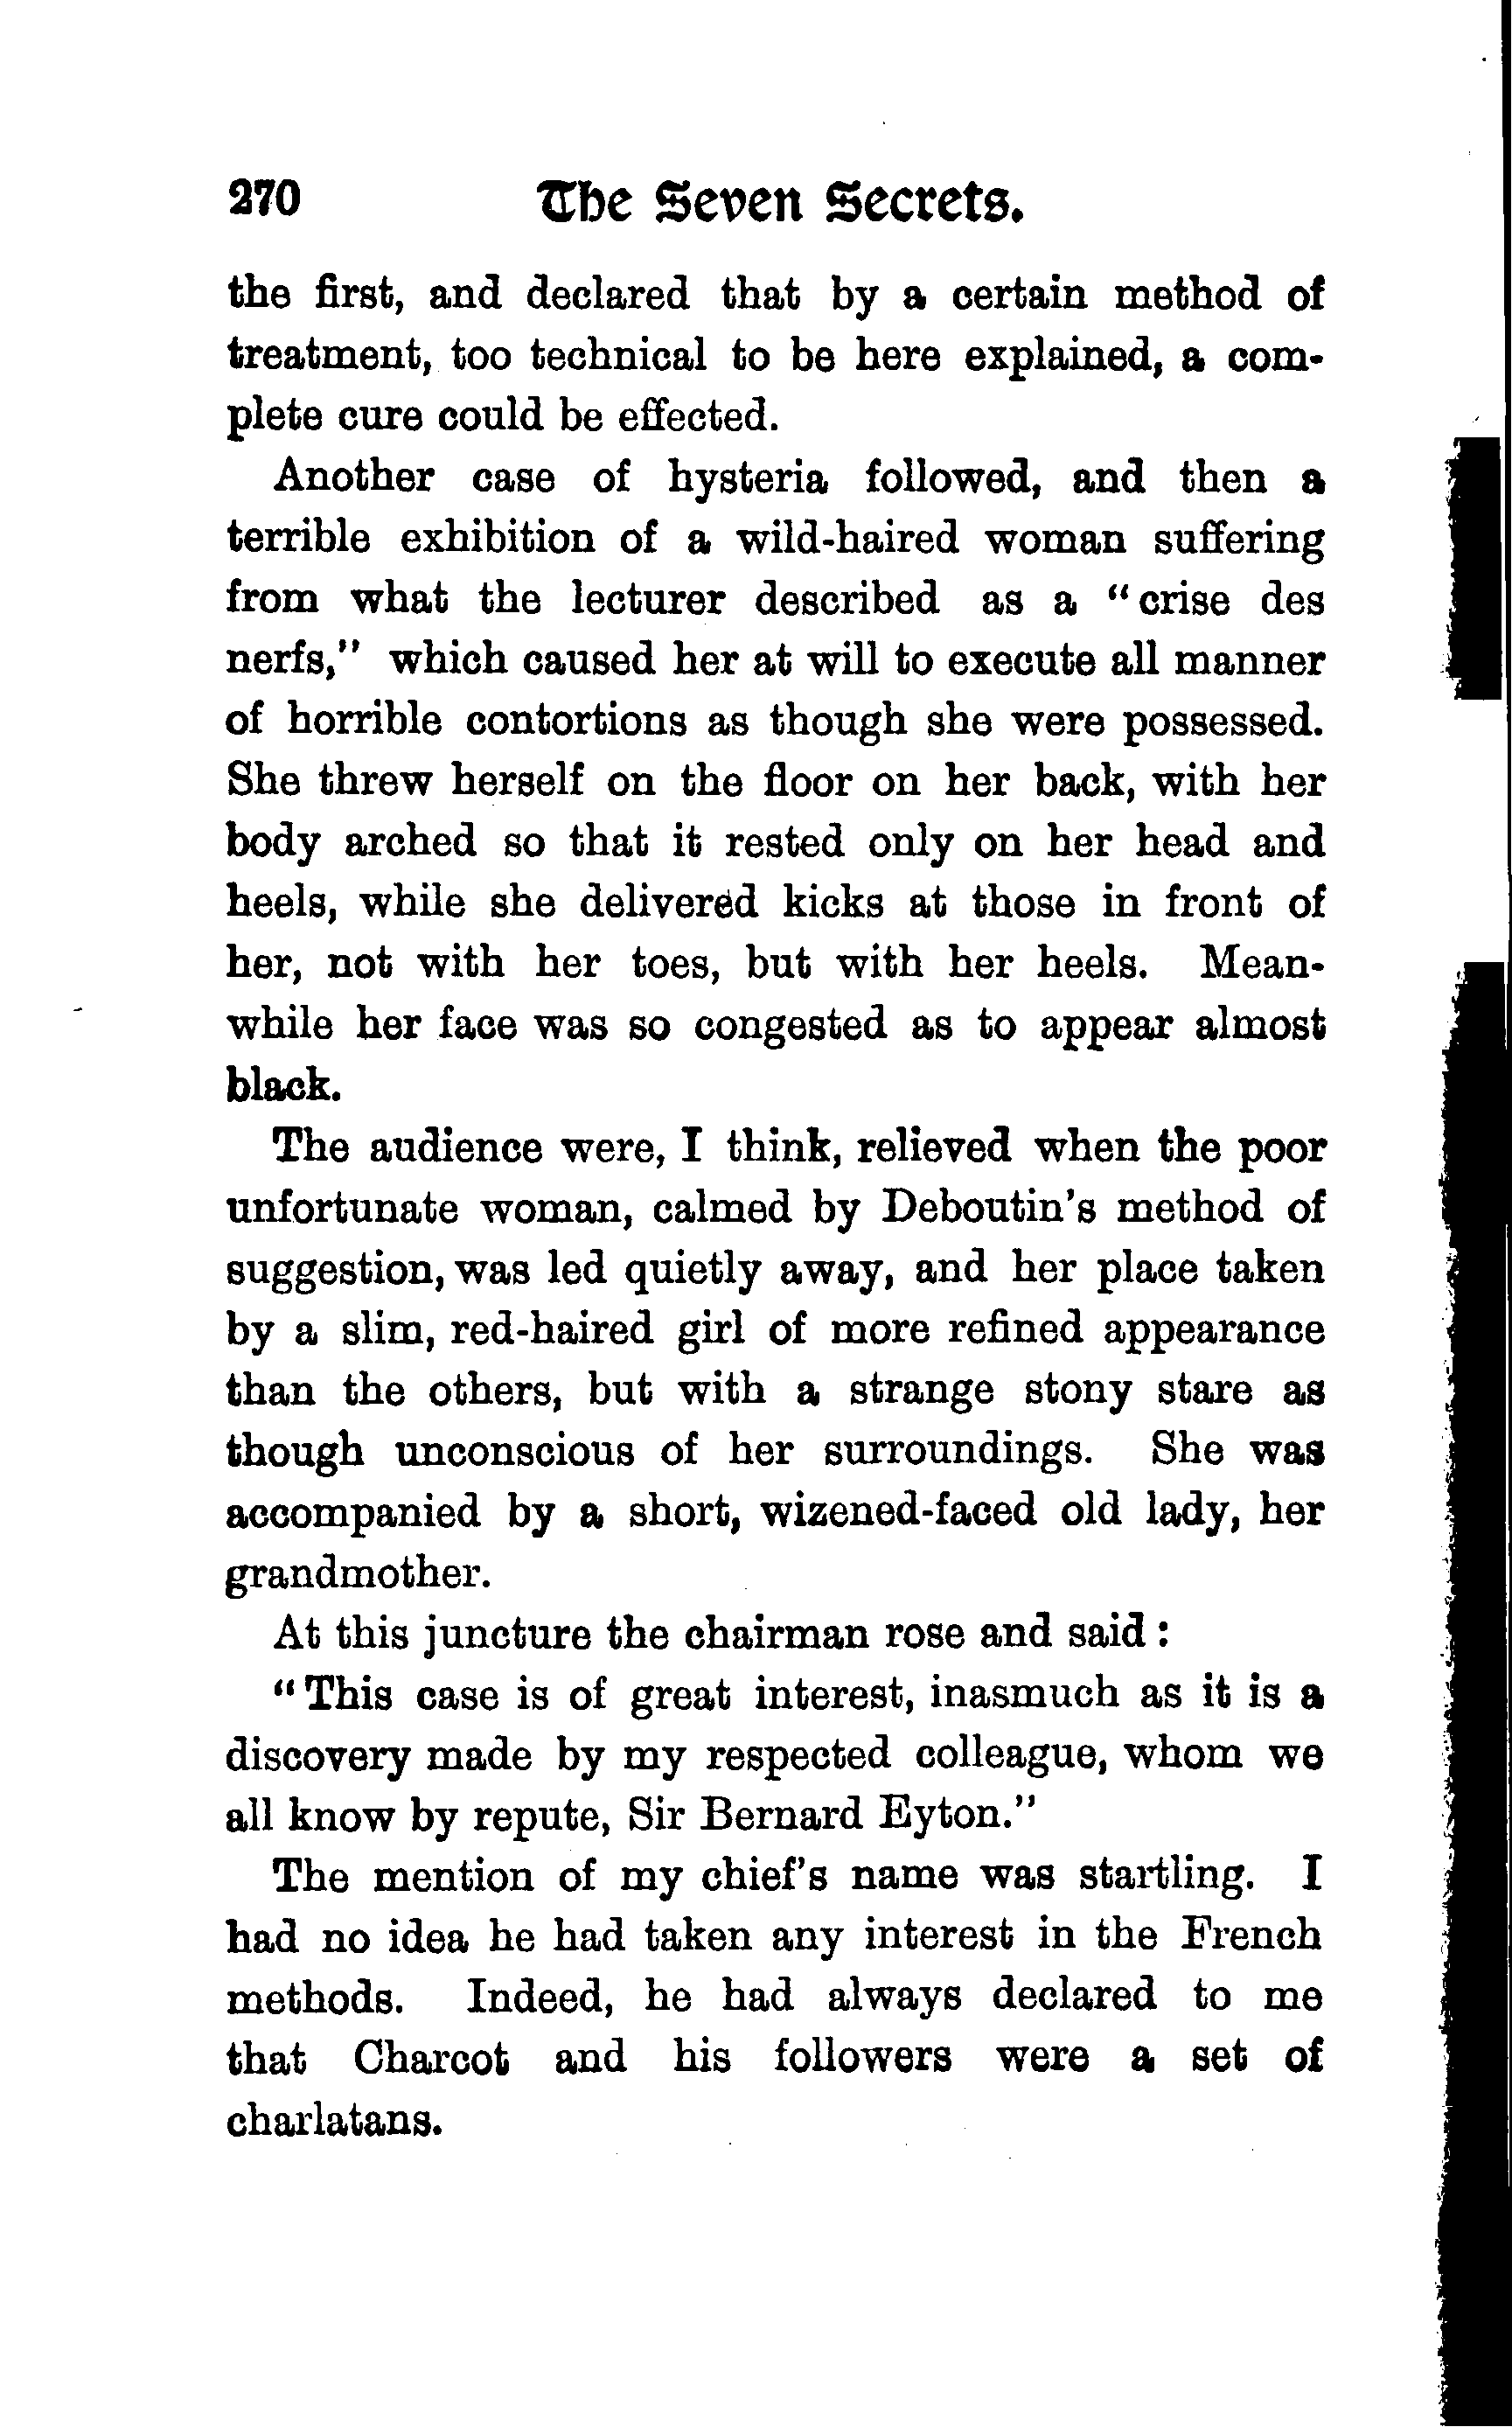 270 The Seven Secrets.
the first, and declared that by a certain method of
treatment, too technical to be here explained, a com-
plete cure could be effected.
Another case of hysteria followed, and then a
terrible exhibition of a wild-haired woman suffering
from what the lecturer described as a "crise des
nerfs," which caused her at will to execute all manner
of horrible contortions as though she were possessed.
She threw herself on the floor on her back, with her
body arched so that it rested only on her head and
heels, while she delivered kicks at those in front of
her, not with her toes, but with her heels. Mean-
while her face was so congested as to appear almost
black.
The audience were, I think, relieved when the poor
unfortunate woman, calmed by Deboutin's method of
suggestion, was led quietly away, and her place taken
by a slim, red-haired girl of more refined appearance
than the others, but with a strange stony stare as
though unconscious of her surroundings. She was
accompanied by a short, wizened-faced old lady, her
grandmother.
At this juncture the chairman rose and said :
"This case is of great interest, inasmuch as it is a
discovery made by my respected colleague, whom we
all know by repute, Sir Bernard Eyton."
The mention of my chief's name was startling. I
had no idea he had taken any interest in the French
methods. Indeed, he had always declared to me
that Charcot and his followers were a set of
charlatans.